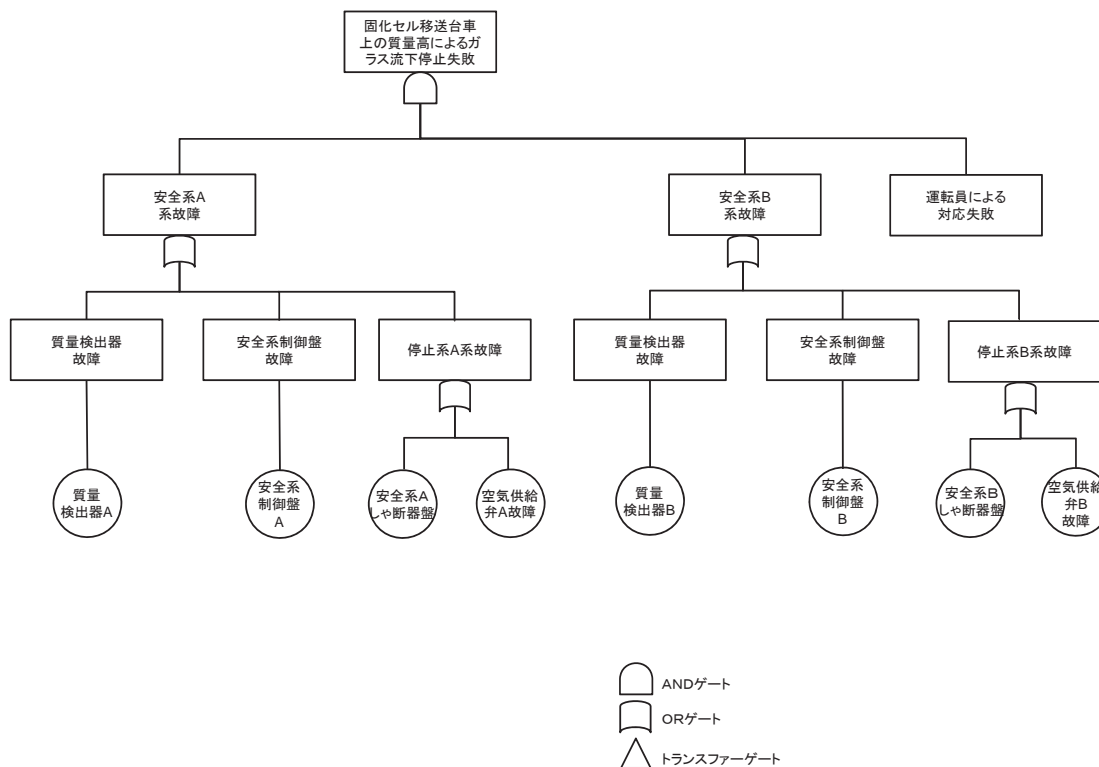 固化セル移送台車
上の質量高によるガ
ラス流下停止失敗
安全系A
系故障
安全系B
系故障
運転員による
対応失敗
質量検出器
故障
安全系制御盤
故障
停止系A系故障
質量検出器
故障
安全系制御盤
故障
停止系B系故障
質量
検出器A
安全系
制御盤
A
安全系A
しゃ断器盤
空気供給
弁A故障
質量
検出器B
安全系
制御盤
B
安全系B
しゃ断器盤
空気供給
弁B
故障
ANDゲート
ORゲート
トランスファーゲート